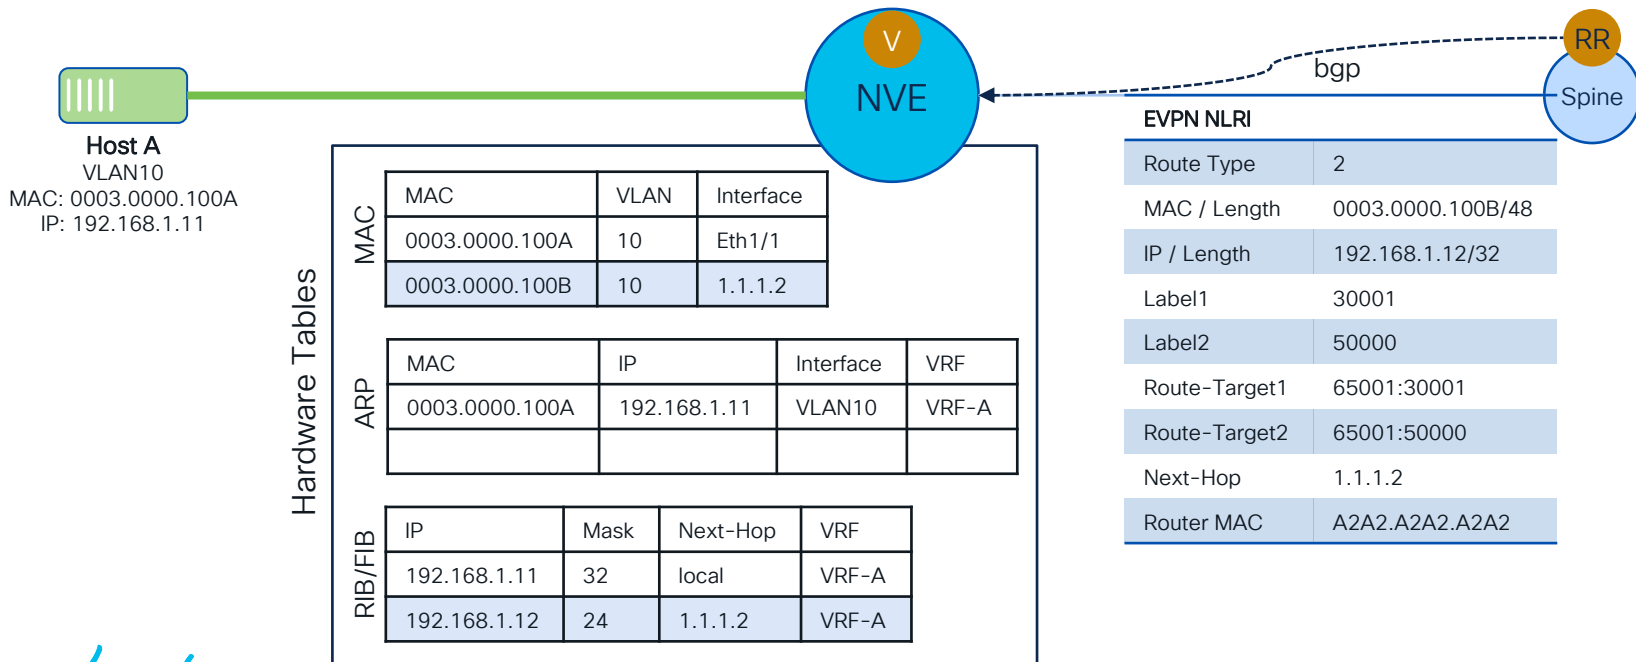 V
NVE
bgp
RR
Spine
Host A
VLAN10
MAC: 0003.0000.100A
IP: 192.168.1.11
Hardware Tables
MAC
MAC VLAN Interface
0003.0000.100A 10 Eth1/1
0003.0000.100B 10 1.1.1.2
ARP
MAC IP Interface VRF
0003.0000.100A 192.168.1.11 VLAN10 VRF-A
RIB/FIB
IP Mask Next-Hop VRF
192.168.1.11 32 local VRF-A
192.168.1.12 24 1.1.1.2 VRF-A
EVPN NLRI
Route Type 2
MAC / Length 0003.0000.100B/48
IP / Length 192.168.1.12/32
Label1 30001
Label2 50000
Route-Target1 65001:30001
Route-Target2 65001:50000
Next-Hop 1.1.1.2
Router MAC A2A2.A2A2.A2A2